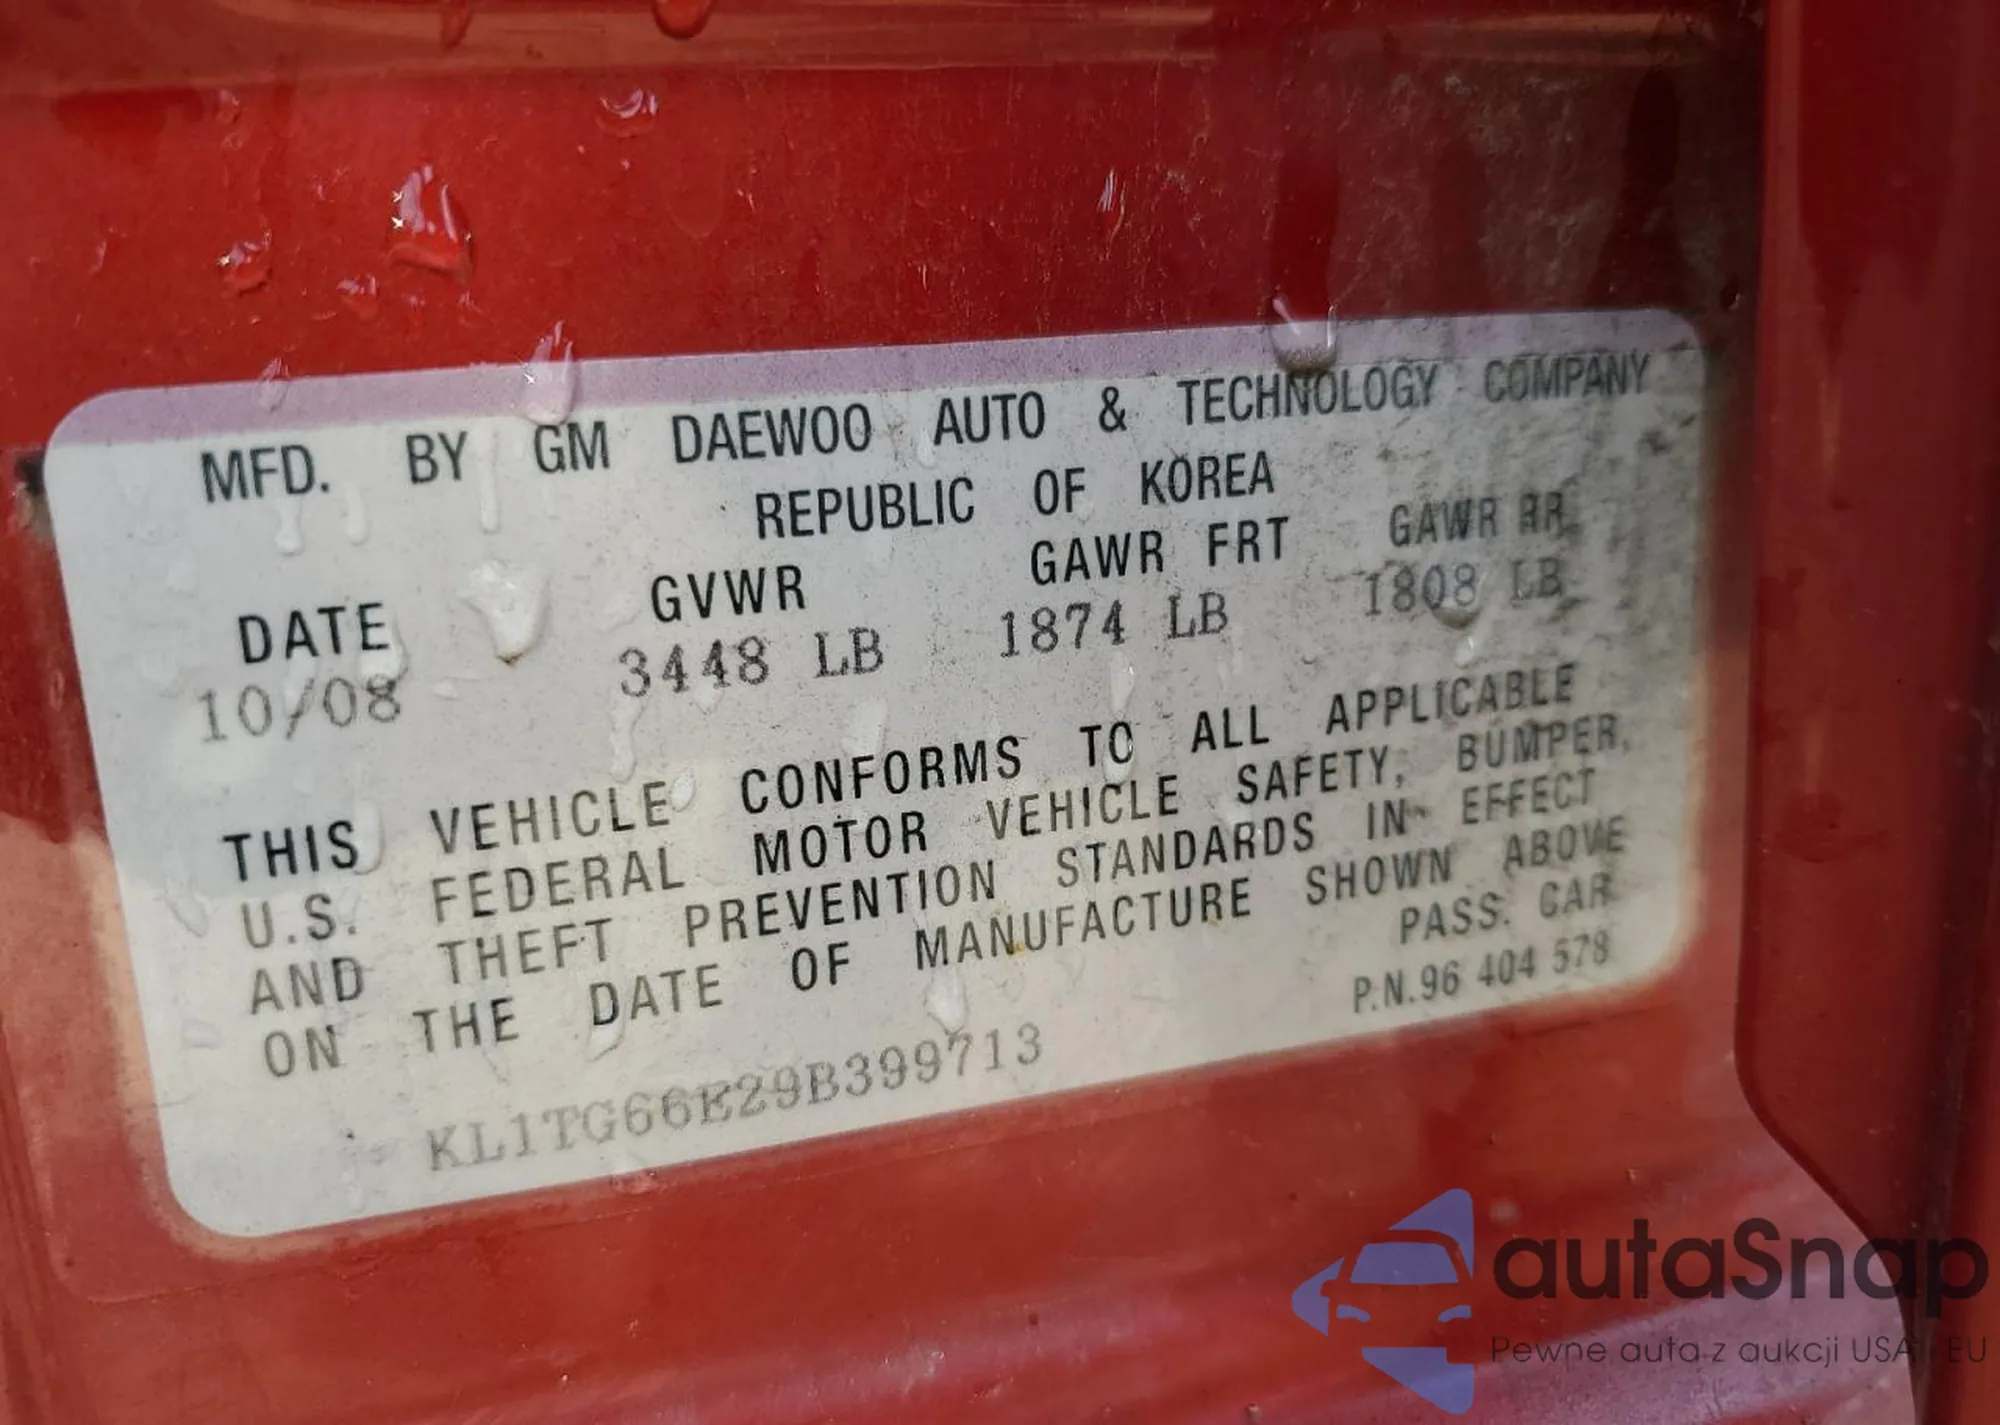 MFD. BY GM DAEWOO AUTO & TECHNOLOGY COMPANY
REPUBLIC OF KOREA
DATE GVWR GAWR FRT GAWR RR
10/08 3448 LB 1874 LB 1808 LB
THIS VEHICLE CONFORMS TO ALL APPLICABLE
U.S. FEDERAL MOTOR VEHICLE SAFETY, BUMPER,
AND THEFT PREVENTION STANDARDS IN EFFECT
ON THE DATE OF MANUFACTURE SHOWN ABOVE
PASS. CAR
KL1TG66E29B399713 P.N.96 404 578
autaSnap
Pewne auta z aukcji USA i EU